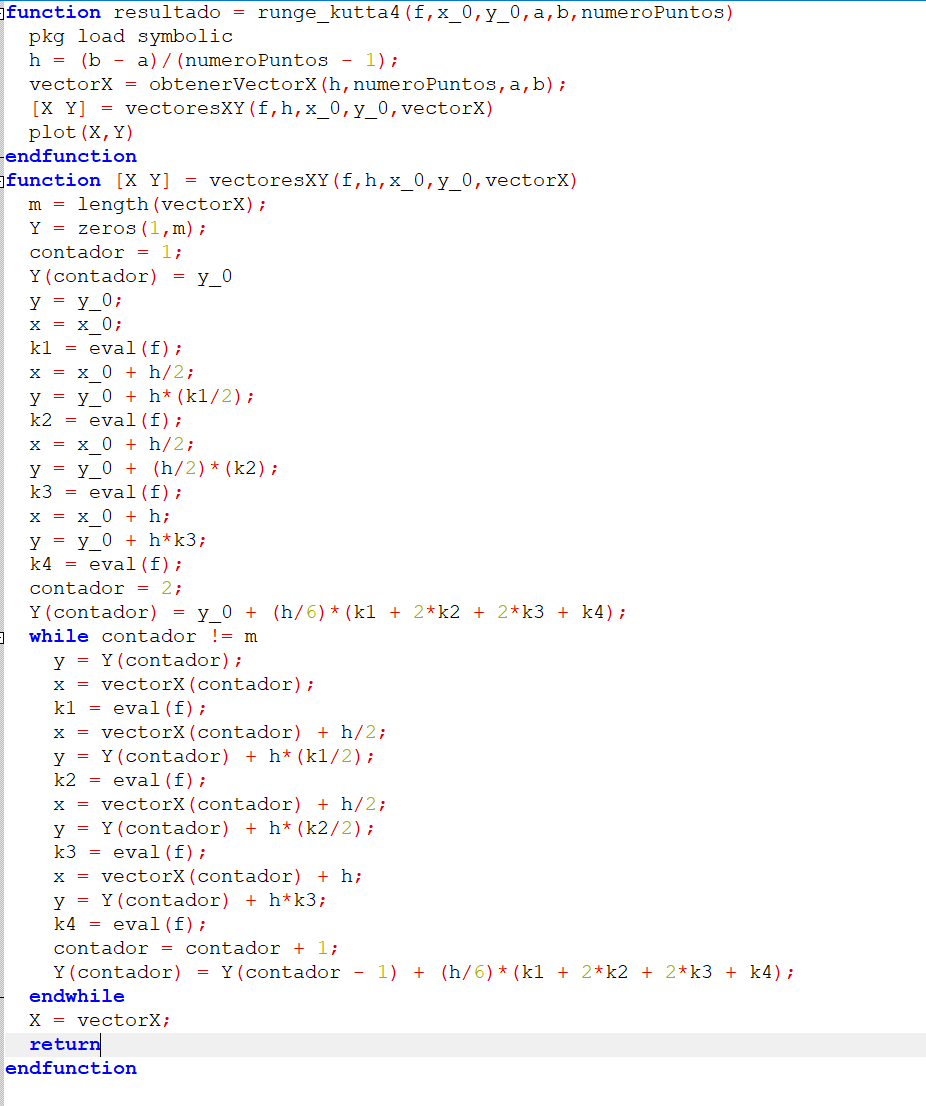 function resultado = runge_kutta4(f,x_0,y_0,a,b,numeroPuntos)
  pkg load symbolic
  h = (b - a)/(numeroPuntos - 1);
  vectorX = obtenerVectorX(h,numeroPuntos,a,b);
  [X Y] = vectoresXY(f,h,x_0,y_0,vectorX)
  plot(X,Y)
endfunction
function [X Y] = vectoresXY(f,h,x_0,y_0,vectorX)
  m = length(vectorX);
  Y = zeros(1,m);
  contador = 1;
  Y(contador) = y_0
  y = y_0;
  x = x_0;
  k1 = eval(f);
  x = x_0 + h/2;
  y = y_0 + h*(k1/2);
  k2 = eval(f);
  x = x_0 + h/2;
  y = y_0 + (h/2)*(k2);
  k3 = eval(f);
  x = x_0 + h;
  y = y_0 + h*k3;
  k4 = eval(f);
  contador = 2;
  Y(contador) = y_0 + (h/6)*(k1 + 2*k2 + 2*k3 + k4);
  while contador != m
    y = Y(contador);
    x = vectorX(contador);
    k1 = eval(f);
    x = vectorX(contador) + h/2;
    y = Y(contador) + h*(k1/2);
    k2 = eval(f);
    x = vectorX(contador) + h/2;
    y = Y(contador) + h*(k2/2);
    k3 = eval(f);
    x = vectorX(contador) + h;
    y = Y(contador) + h*k3;
    k4 = eval(f);
    contador = contador + 1;
    Y(contador) = Y(contador - 1) + (h/6)*(k1 + 2*k2 + 2*k3 + k4);
  endwhile
  X = vectorX;
  return
endfunction